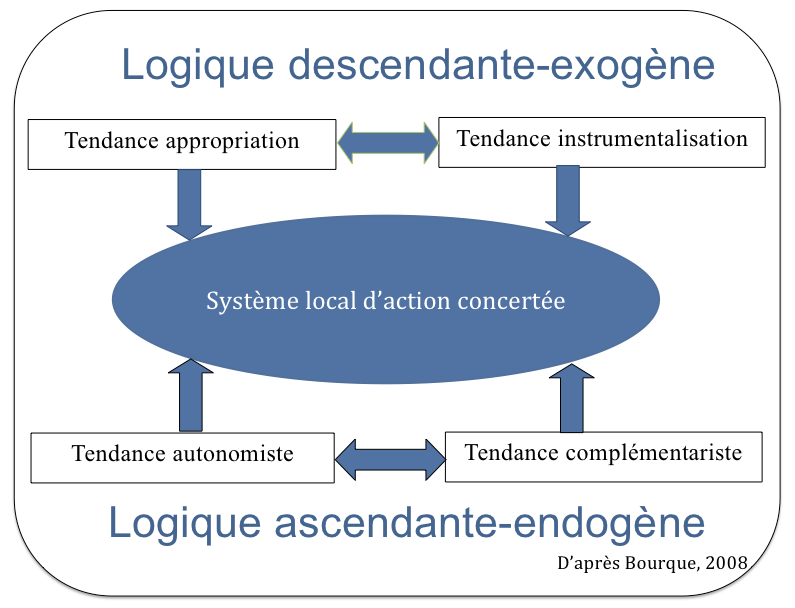 Logique descendante-exogène
Tendance appropriation
Tendance instrumentalisation
Système local d’action concertée
Tendance autonomiste
Tendance complémentariste
Logique ascendante-endogène
D’après Bourque, 2008